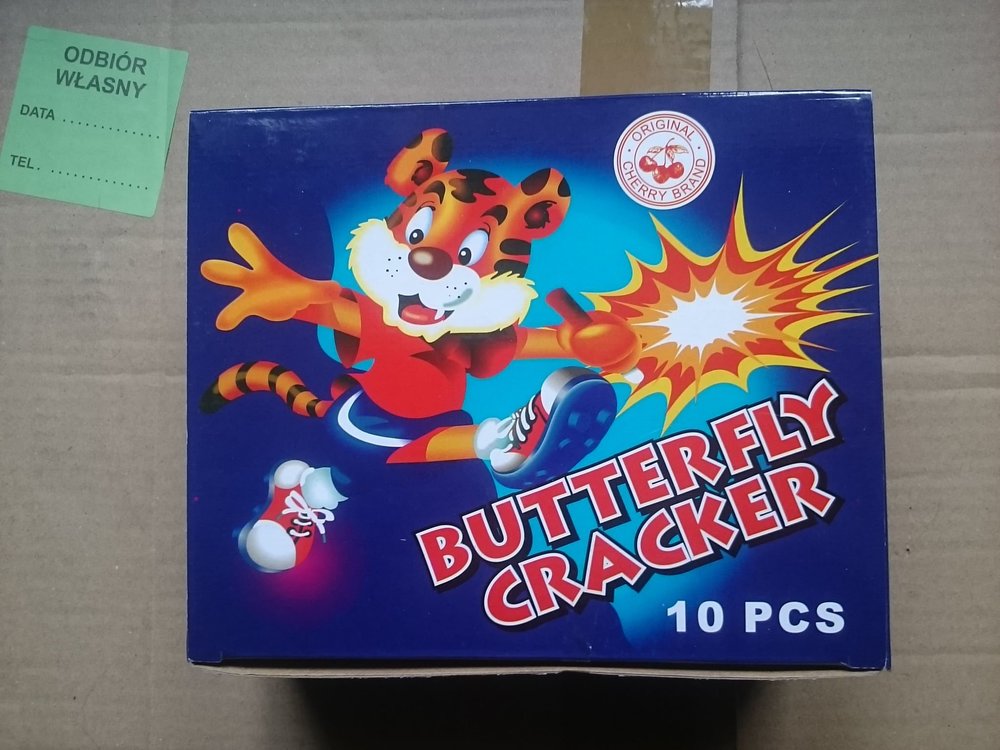 ODBIÓR
WŁASNY
DATA ..............
TEL. ...............
ORIGINAL
CHERRY BRAND
BUTTERFLY
CRACKER
10 PCS